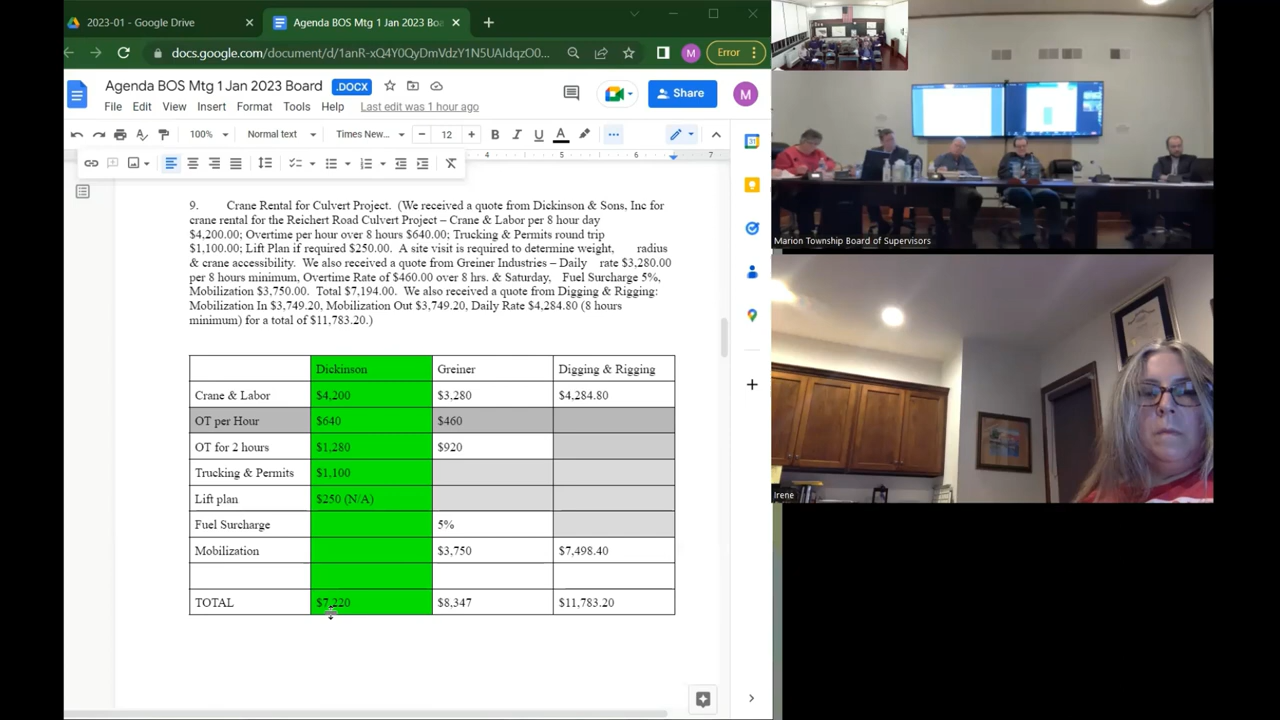 2023-01 - Google Drive
Agenda BOS Mtg 1 Jan 2023 Boa
docs.google.com/document/d/1anR-xQ4Y0QyDmVdzY1N5UAIdqzO0...
M
Error
Agenda BOS Mtg 1 Jan 2023 Board
.DOCX
File Edit View Insert Format Tools Help Last edit was 1 hour ago
Share
M
100% Normal text Times New... 12 B I U A
4 5 6 7
9. Crane Rental for Culvert Project. (We received a quote from Dickinson & Sons, Inc for
crane rental for the Reichert Road Culvert Project – Crane & Labor per 8 hour day
$4,200.00; Overtime per hour over 8 hours $640.00; Trucking & Permits round trip
$1,100.00; Lift Plan if required $250.00. A site visit is required to determine weight, radius
& crane accessibility. We also received a quote from Greiner Industries – Daily rate $3,280.00
per 8 hours minimum, Overtime Rate of $460.00 over 8 hrs. & Saturday, Fuel Surcharge 5%,
Mobilization $3,750.00. Total $7,194.00. We also received a quote from Digging & Rigging:
Mobilization In $3,749.20, Mobilization Out $3,749.20, Daily Rate $4,284.80 (8 hours
minimum) for a total of $11,783.20.)
Dickinson Greiner Digging & Rigging
Crane & Labor $4,200 $3,280 $4,284.80
OT per Hour $640 $460
OT for 2 hours $1,280 $920
Trucking & Permits $1,100
Lift plan $250 (N/A)
Fuel Surcharge 5%
Mobilization $3,750 $7,498.40
TOTAL $7,220 $8,347 $11,783.20
Marion Township Board of Supervisors
Irene